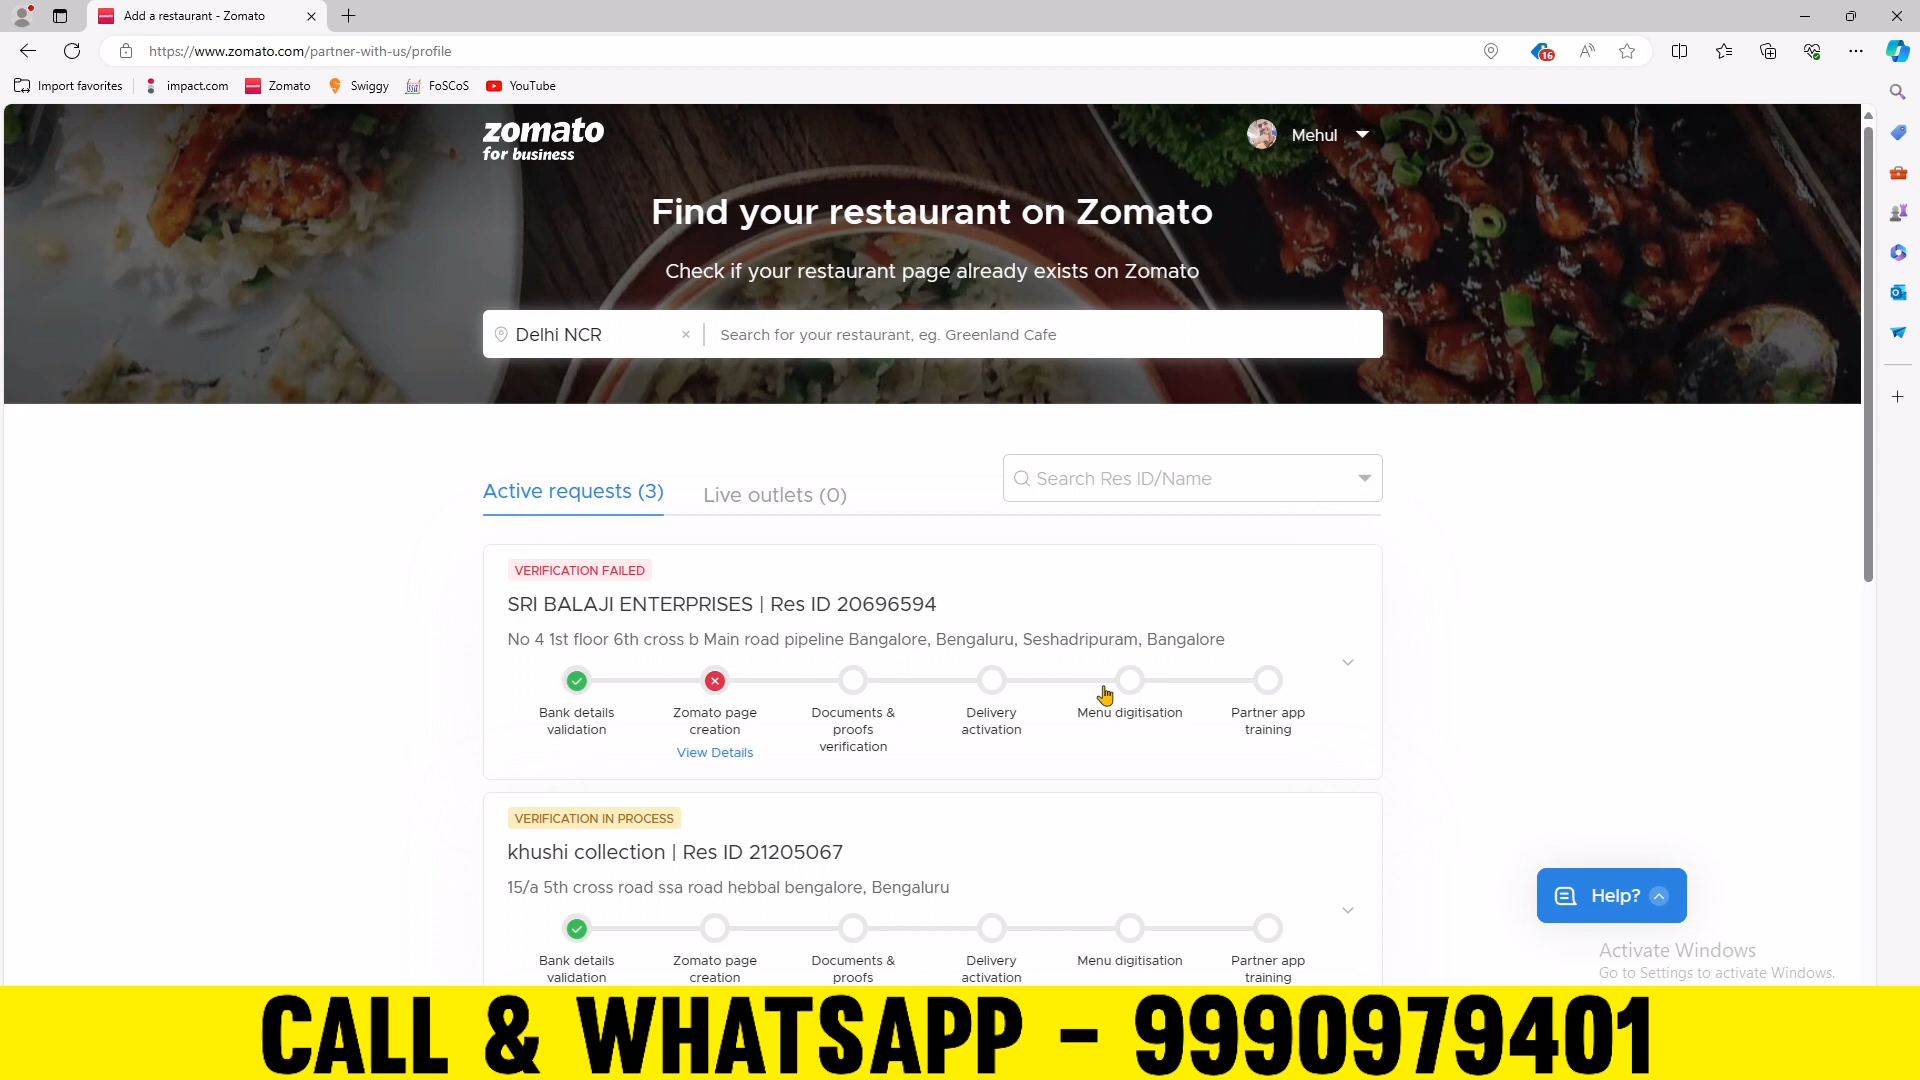 Add a restaurant - Zomato
https://www.zomato.com/partner-with-us/profile
16
Import favorites
impact.com
Zomato
Swiggy
FoSCoS
YouTube
zomato
for business
Mehul
Find your restaurant on Zomato
Check if your restaurant page already exists on Zomato
Delhi NCR
Search for your restaurant, eg. Greenland Cafe
Active requests (3)
Live outlets (0)
Search Res ID/Name
VERIFICATION FAILED
SRI BALAJI ENTERPRISES | Res ID 20696594
No 4 1st floor 6th cross b Main road pipeline Bangalore, Bengaluru, Seshadripuram, Bangalore
Bank details
validation
Zomato page
creation
View Details
Documents &
proofs
verification
Delivery
activation
Menu digitisation
Partner app
training
VERIFICATION IN PROCESS
khushi collection | Res ID 21205067
15/a 5th cross road ssa road hebbal bengalore, Bengaluru
Bank details
validation
Zomato page
creation
Documents &
proofs
Delivery
activation
Menu digitisation
Partner app
training
Help?
Activate Windows
Go to Settings to activate Windows.
CALL & WHATSAPP - 9990979401